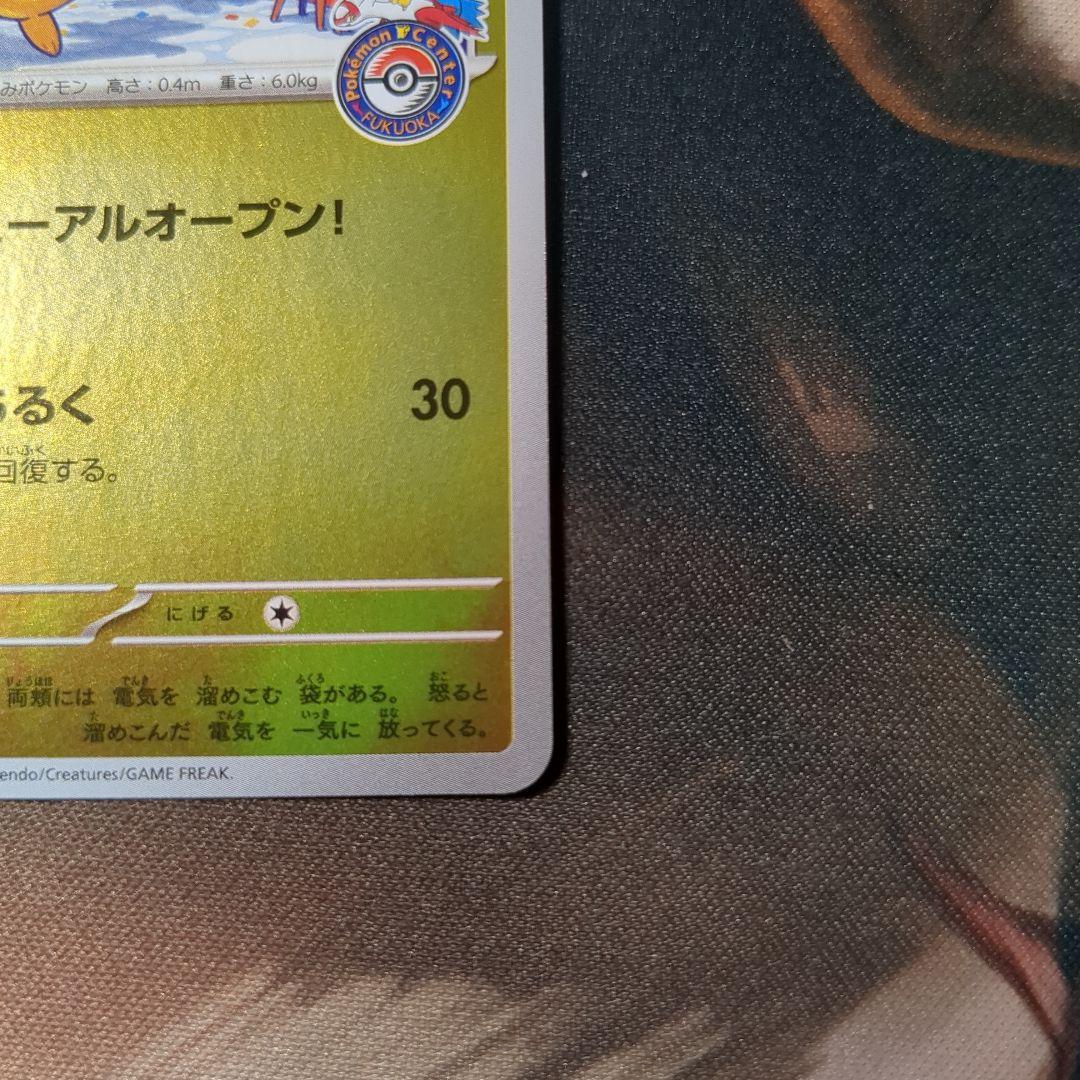 Pokémon Center
FUKUOKA
みポケモン 高さ：0.4m 重さ：6.0kg
ューアルオープン!
るく 30
回復する。
にげる
両頬には 電気を 溜めこむ 袋がある。 怒ると
溜めこんだ 電気を 一気に 放ってくる。
endo/Creatures/GAME FREAK.